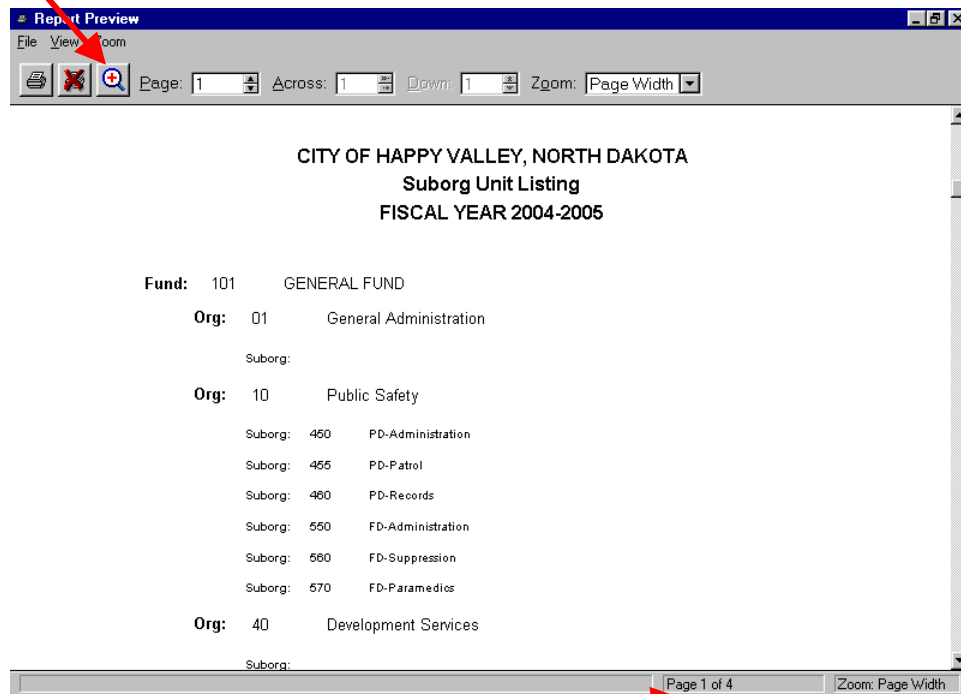 Report Preview
File View Zoom
Page: 1 Across: 1 Down: 1 Zoom: Page Width
CITY OF HAPPY VALLEY, NORTH DAKOTA
Suborg Unit Listing
FISCAL YEAR 2004-2005
Fund: 101 GENERAL FUND
Org: 01 General Administration
Suborg:
Org: 10 Public Safety
Suborg: 450 PD-Administration
Suborg: 455 PD-Patrol
Suborg: 460 PD-Records
Suborg: 550 FD-Administration
Suborg: 560 FD-Suppression
Suborg: 570 FD-Paramedics
Org: 40 Development Services
Suborg:
Page 1 of 4 Zoom: Page Width